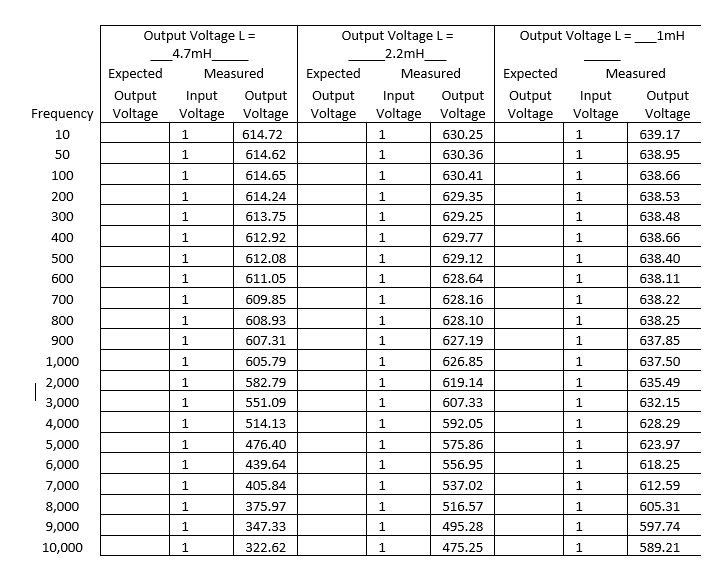 Output Voltage L = Output Voltage L = Output Voltage L = ___1mH
___4.7mH_____ _____2.2mH___ _____
Expected Measured Expected Measured Expected Measured
Output Input Output Output Input Output Output Input Output
Frequency Voltage Voltage Voltage Voltage Voltage Voltage Voltage Voltage Voltage
10 1 614.72 1 630.25 1 639.17
50 1 614.62 1 630.36 1 638.95
100 1 614.65 1 630.41 1 638.66
200 1 614.24 1 629.35 1 638.53
300 1 613.75 1 629.25 1 638.48
400 1 612.92 1 629.77 1 638.66
500 1 612.08 1 629.12 1 638.40
600 1 611.05 1 628.64 1 638.11
700 1 609.85 1 628.16 1 638.22
800 1 608.93 1 628.10 1 638.25
900 1 607.31 1 627.19 1 637.85
1,000 1 605.79 1 626.85 1 637.50
2,000 1 582.79 1 619.14 1 635.49
3,000 1 551.09 1 607.33 1 632.15
4,000 1 514.13 1 592.05 1 628.29
5,000 1 476.40 1 575.86 1 623.97
6,000 1 439.64 1 556.95 1 618.25
7,000 1 405.84 1 537.02 1 612.59
8,000 1 375.97 1 516.57 1 605.31
9,000 1 347.33 1 495.28 1 597.74
10,000 1 322.62 1 475.25 1 589.21